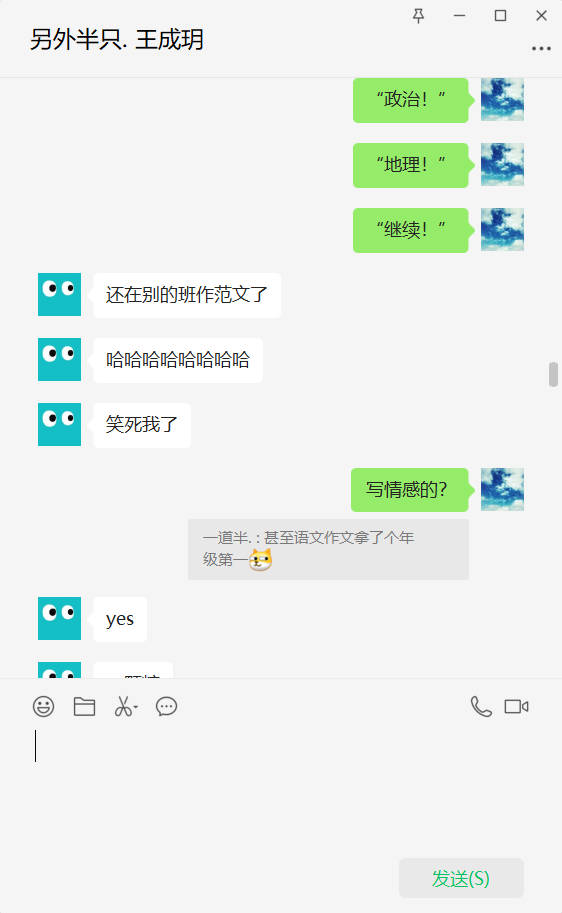 另外半只. 王成玥
“政治！”
“地理！”
“继续！”
还在别的班作范文了
哈哈哈哈哈哈哈哈
笑死我了
写情感的？
一道半. : 甚至语文作文拿了个年
级第一
yes
发送(S)